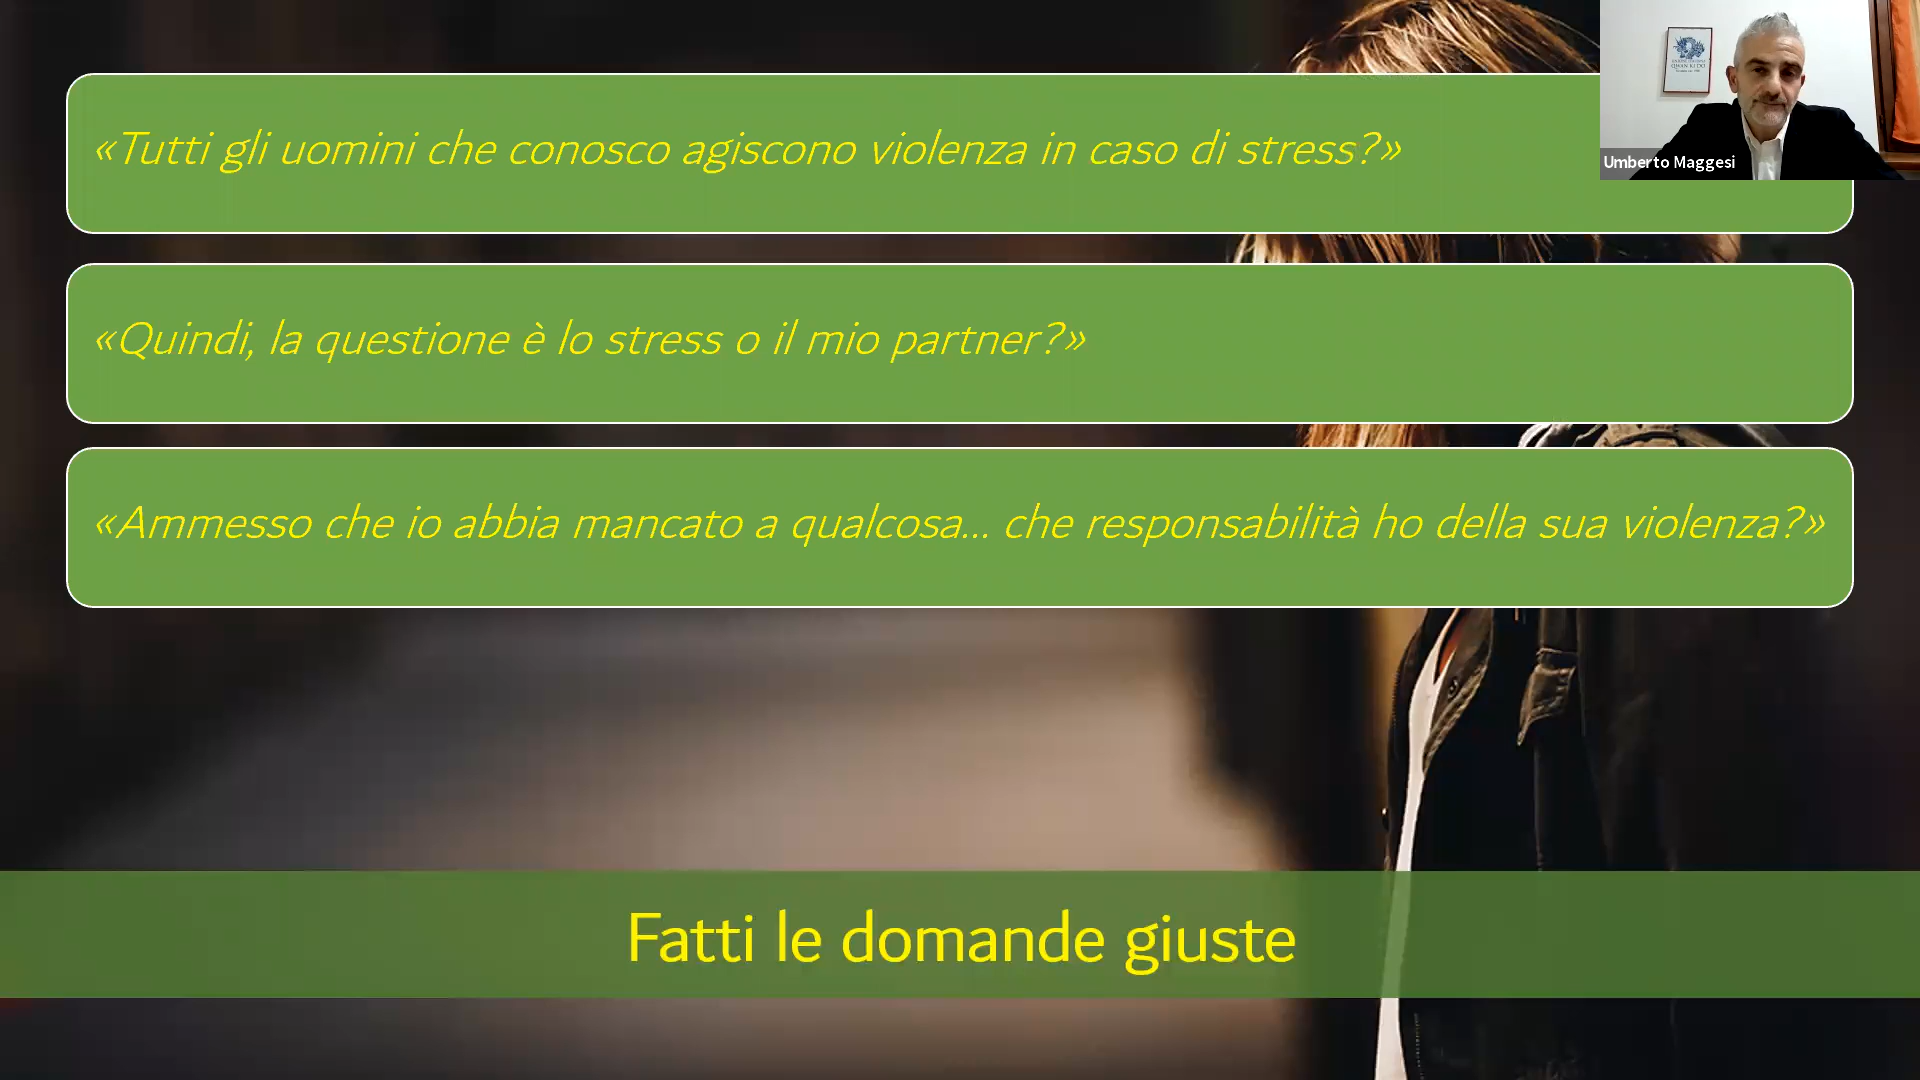 «Tutti gli uomini che conosco agiscono violenza in caso di stress?»
Umberto Maggesi
«Quindi, la questione è lo stress o il mio partner?»
«Ammesso che io abbia mancato a qualcosa... che responsabilità ho della sua violenza?»
Fatti le domande giuste